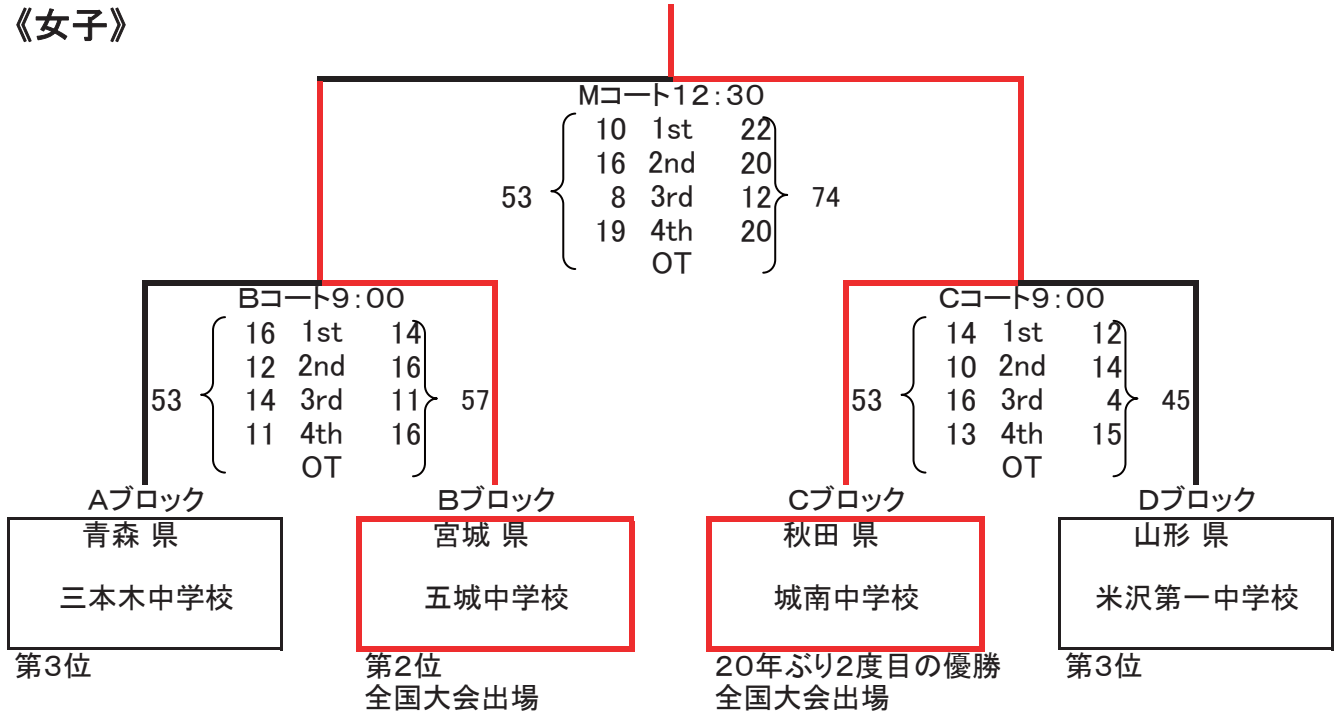 《女子》
Mコート12:30
10 1st 22
16 2nd 20
53 8 3rd 12 74
19 4th 20
OT
Bコート9:00
16 1st 14
12 2nd 16
53 14 3rd 11 57
11 4th 16
OT
Cコート9:00
14 1st 12
10 2nd 14
53 16 3rd 4 45
13 4th 15
OT
Aブロック
青森 県
三本木中学校
第3位
Bブロック
宮城 県
五城中学校
第2位
全国大会出場
Cブロック
秋田 県
城南中学校
20年ぶり2度目の優勝
全国大会出場
Dブロック
山形 県
米沢第一中学校
第3位